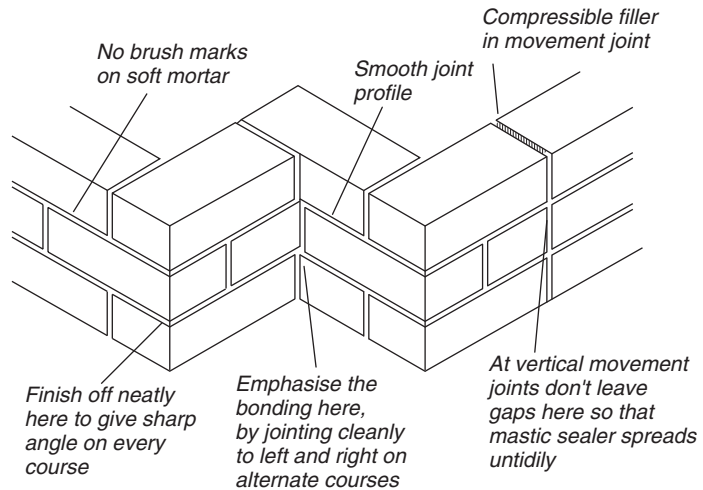 Compressible filler
in movement joint
No brush marks
on soft mortar
Smooth joint
profile
Finish off neatly
here to give sharp
angle on every
course
Emphasise the
bonding here,
by jointing cleanly
to left and right on
alternate courses
At vertical movement
joints don't leave
gaps here so that
mastic sealer spreads
untidily